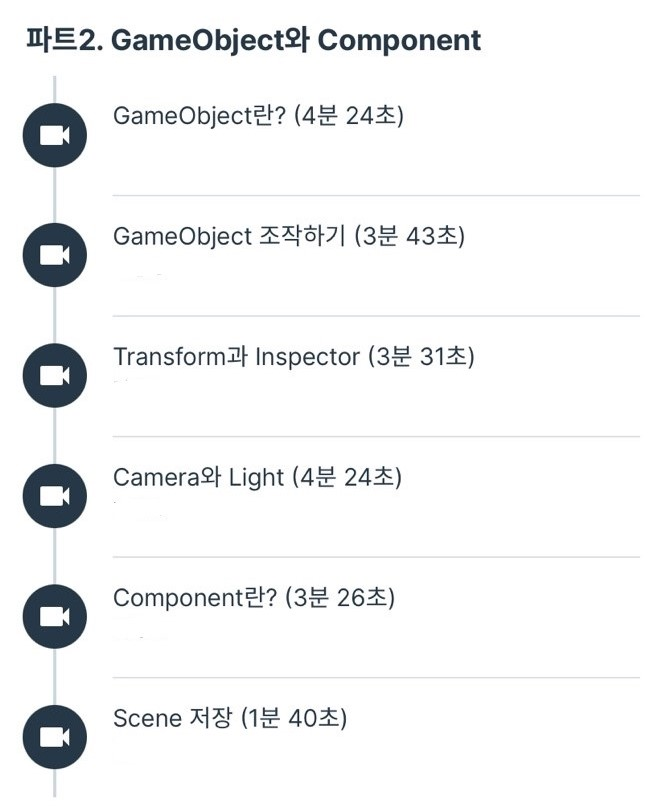 파트2. GameObject와 Component
GameObject란? (4분 24초)
GameObject 조작하기 (3분 43초)
Transform과 Inspector (3분 31초)
Camera와 Light (4분 24초)
Component란? (3분 26초)
Scene 저장 (1분 40초)